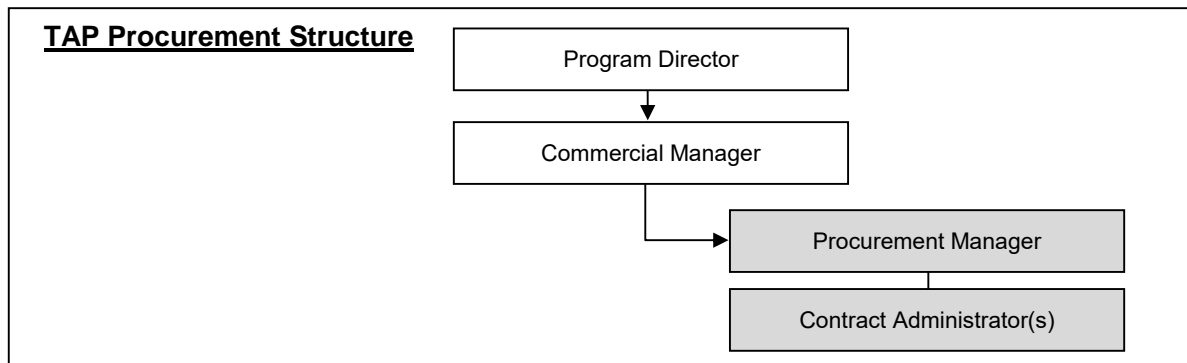 TAP Procurement Structure
Program Director
Commercial Manager
Procurement Manager
Contract Administrator(s)